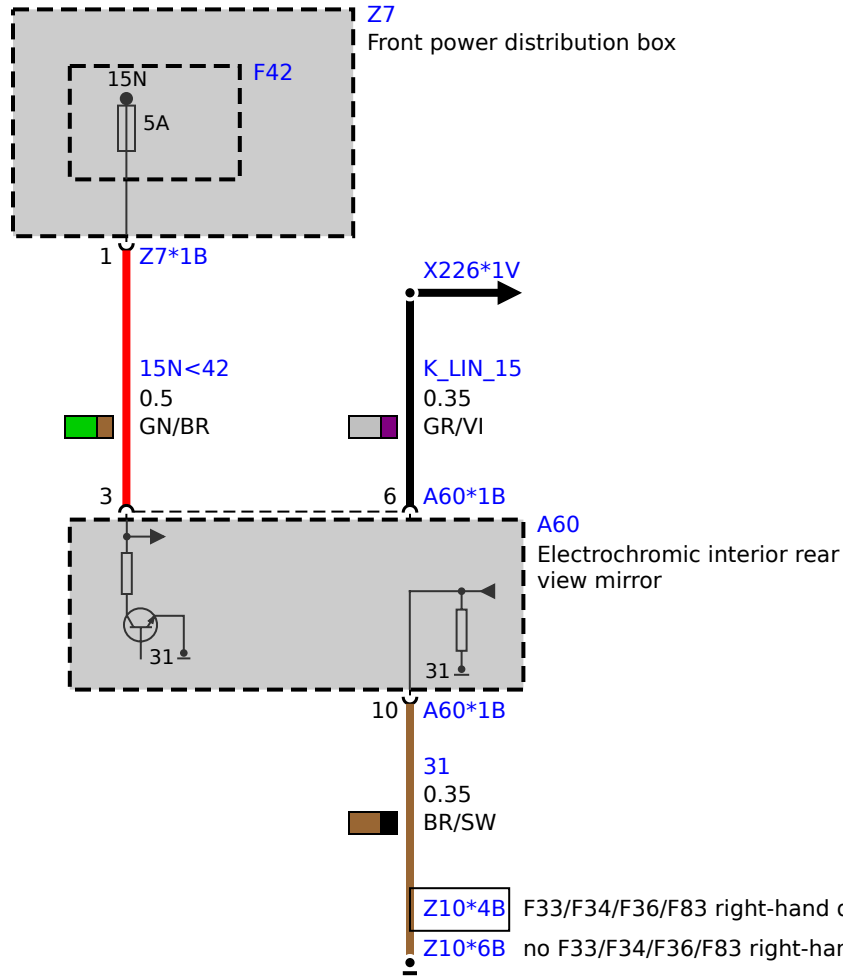 Z7
Front power distribution box
15N
F42
5A
1 Z7*1B
X226*1V
15N<42
0.5
GN/BR
K_LIN_15
0.35
GR/VI
3
6 A60*1B
A60
Electrochromic interior rear
view mirror
31
31
10 A60*1B
31
0.35
BR/SW
Z10*4B F33/F34/F36/F83 right-hand
Z10*6B no F33/F34/F36/F83